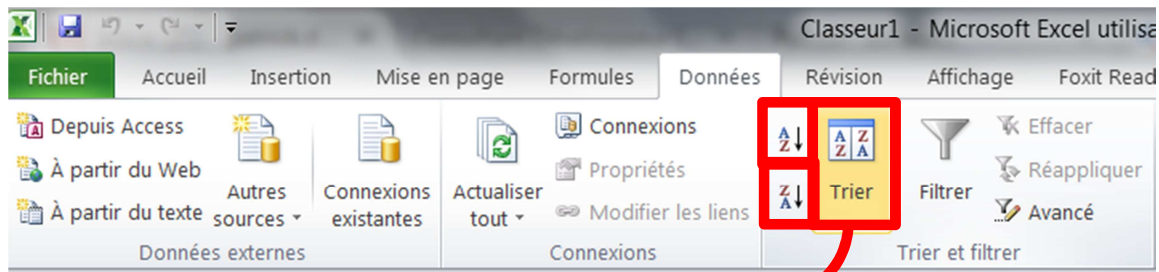 Classeur1 - Microsoft Excel utilisa
Fichier Accueil Insertion Mise en page Formules Données Révision Affichage Foxit Read
Depuis Access
À partir du Web
À partir du texte
Autres
sources
Connexions
existantes
Données externes
Actualiser
tout
Connexions
Propriétés
Modifier les liens
Connexions
A
Z
Z
A
A Z
Z A
Trier
Filtrer
Effacer
Réappliquer
Avancé
Trier et filtrer